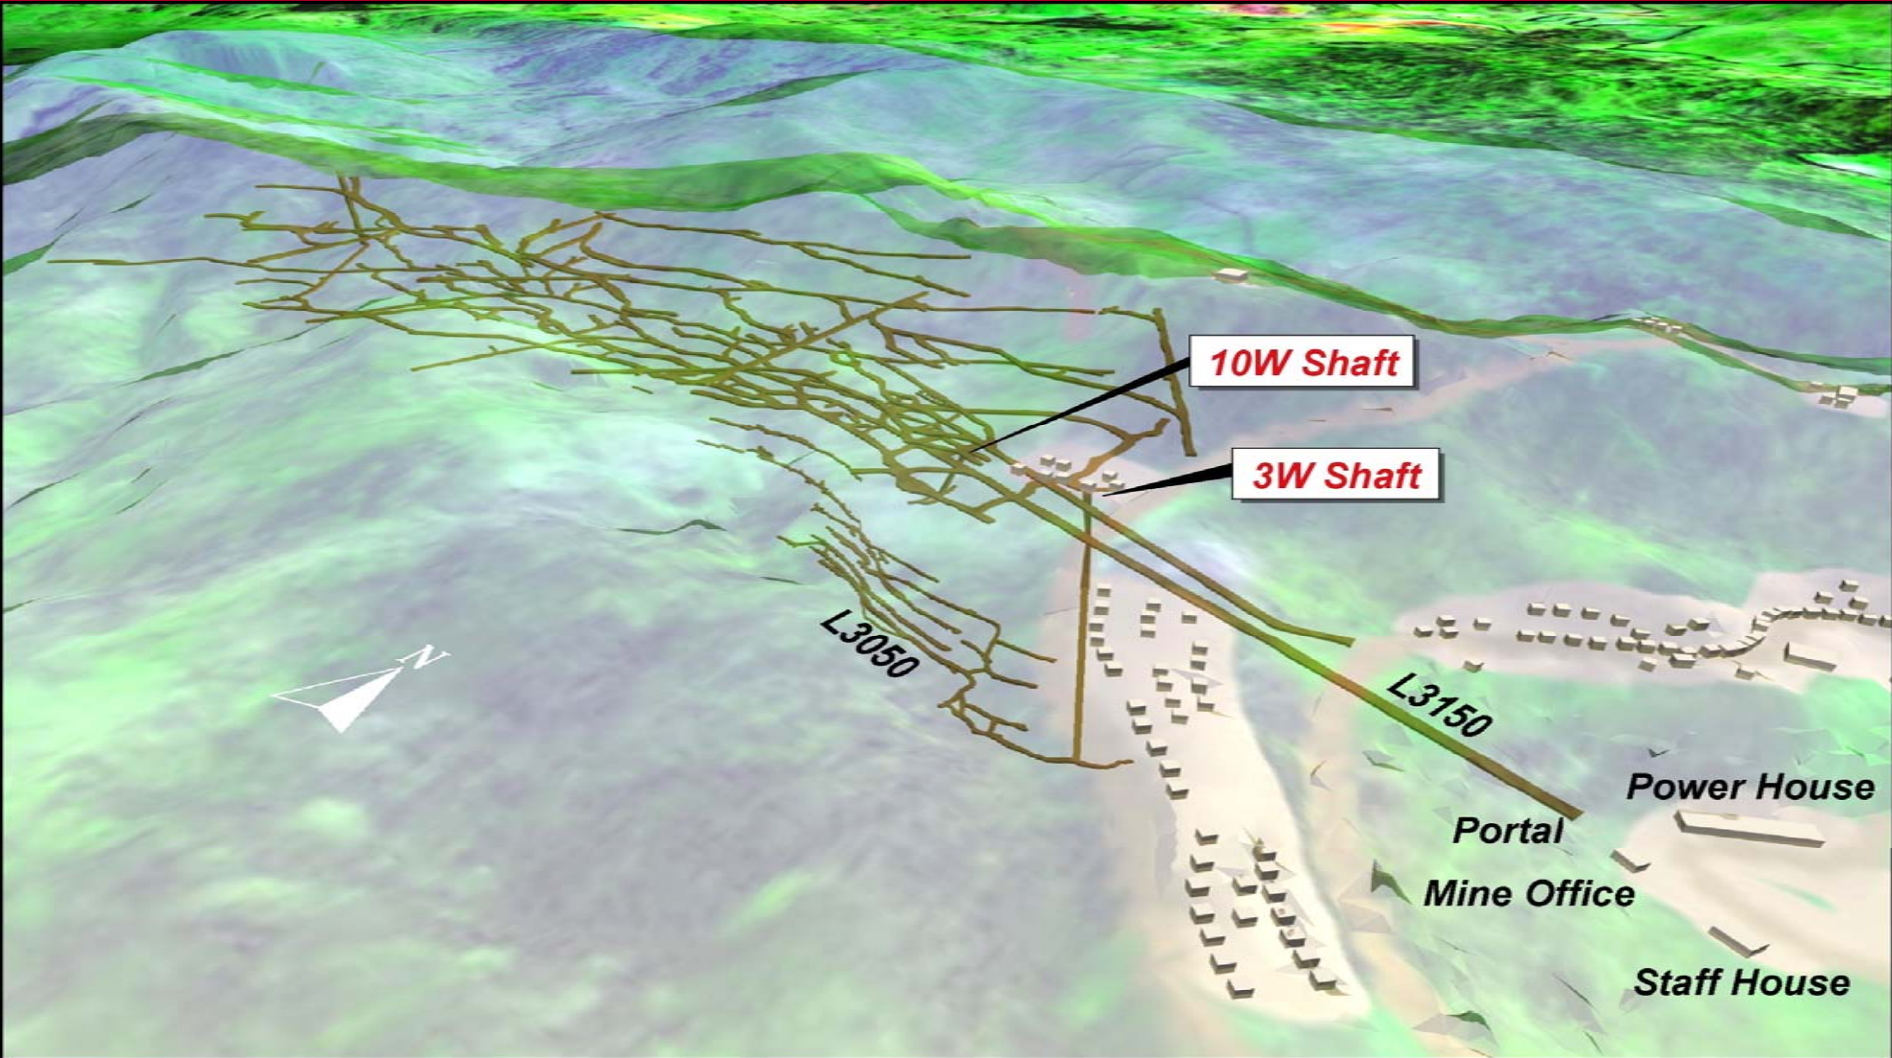 10W Shaft
3W Shaft
N
L3050
L3150
Power House
Portal
Mine Office
Staff House